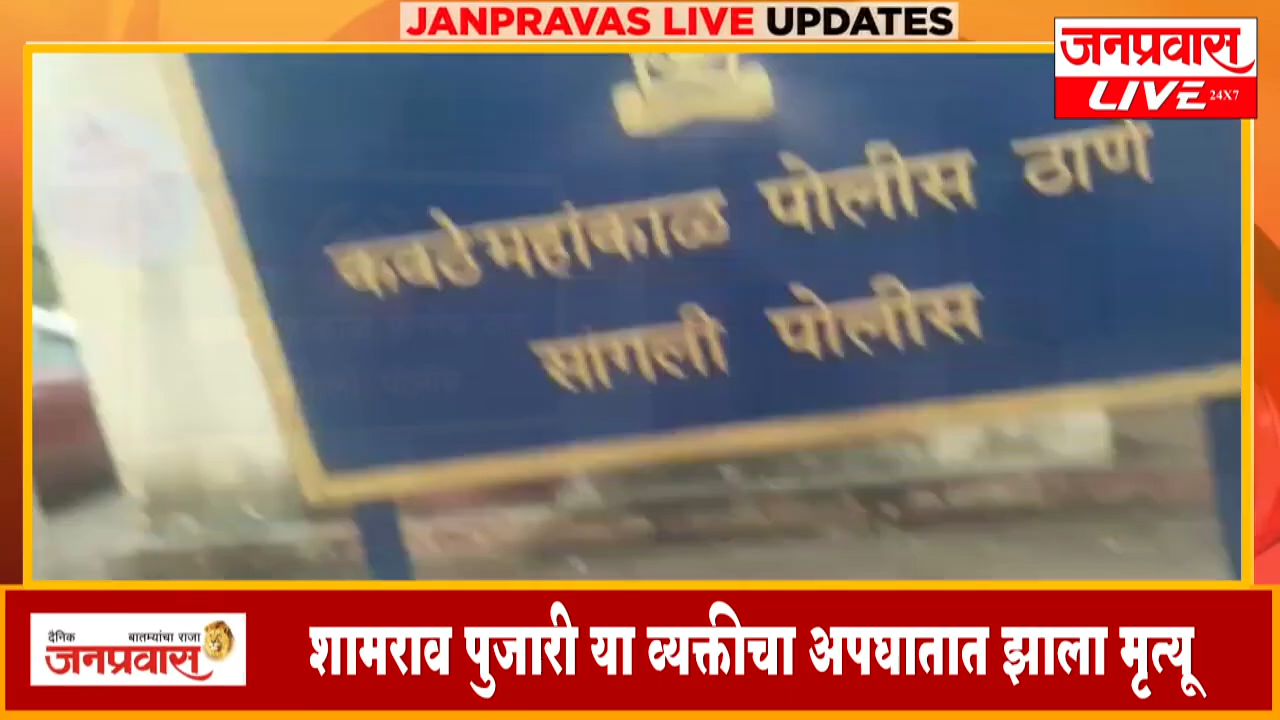 JANPRAVAS LIVE UPDATES
जनप्रवास
LIVE 24X7
कवठेमहांकाळ पोलीस ठाणे
सांगली पोलीस
दैनिक बातम्यांचा राजा
जनप्रवास
शामराव पुजारी या व्यक्तीचा अपघातात झाला मृत्यू